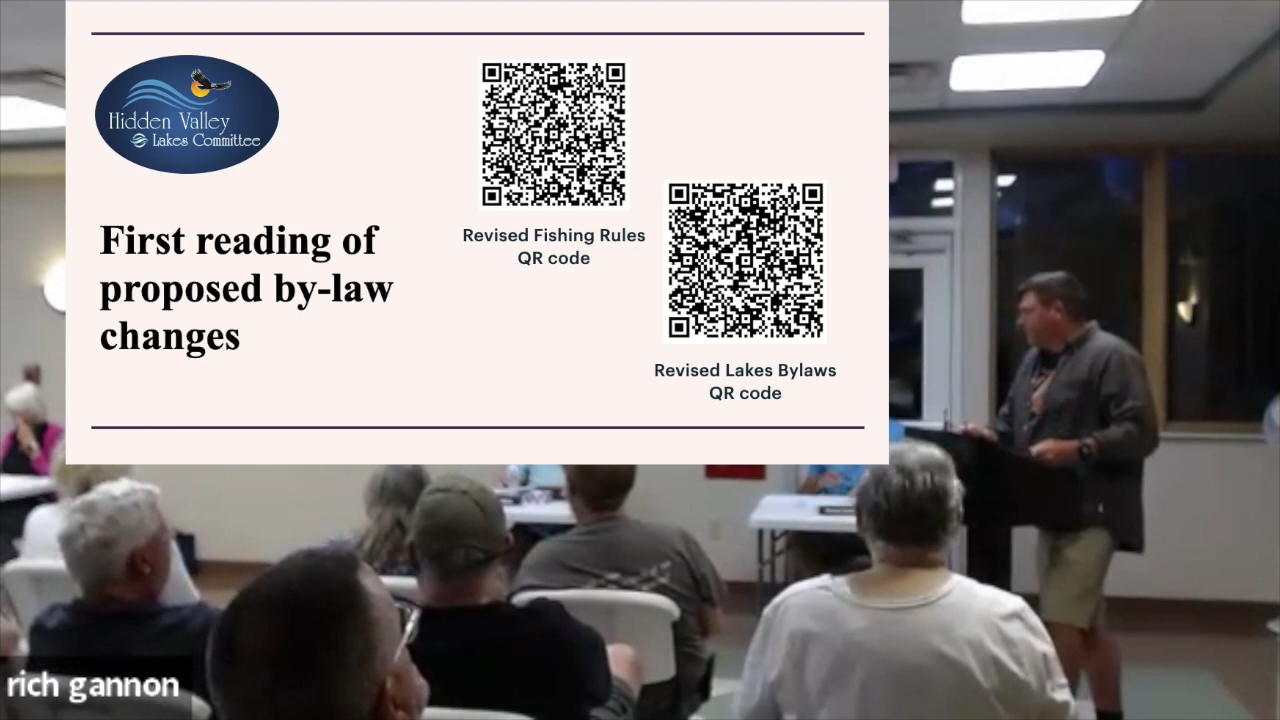 Hidden Valley
Lakes Committee
First reading of
proposed by-law
changes
Revised Fishing Rules
QR code
Revised Lakes Bylaws
QR code
rich gannon